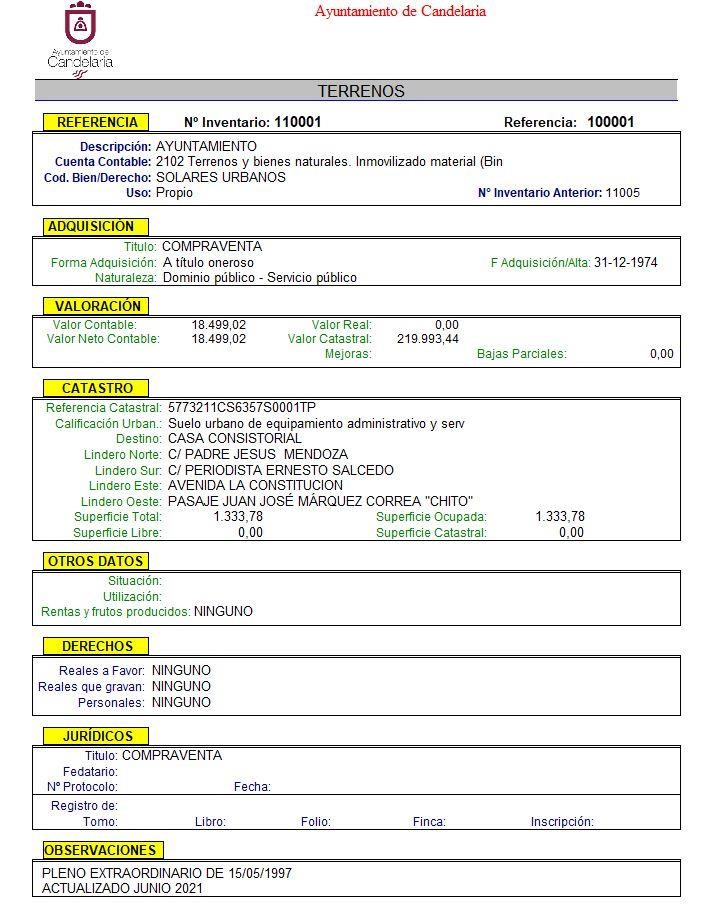 Ayuntamiento de Candelaria
Ayuntamiento de
Candelaria
TERRENOS
REFERENCIA Nº Inventario: 110001 Referencia: 100001
Descripción: AYUNTAMIENTO
Cuenta Contable: 2102 Terrenos y bienes naturales. Inmovilizado material (Bin
Cod. Bien/Derecho: SOLARES URBANOS
Uso: Propio Nº Inventario Anterior: 11005
ADQUISICIÓN
Titulo: COMPRAVENTA
Forma Adquisición: A título oneroso F Adquisición/Alta: 31-12-1974
Naturaleza: Dominio público - Servicio público
VALORACIÓN
Valor Contable: 18.499,02 Valor Real: 0,00
Valor Neto Contable: 18.499,02 Valor Catastral: 219.993,44
Mejoras: Bajas Parciales: 0,00
CATASTRO
Referencia Catastral: 5773211CS6357S0001TP
Calificación Urban.: Suelo urbano de equipamiento administrativo y serv
Destino: CASA CONSISTORIAL
Lindero Norte: C/ PADRE JESUS MENDOZA
Lindero Sur: C/ PERIODISTA ERNESTO SALCEDO
Lindero Este: AVENIDA LA CONSTITUCION
Lindero Oeste: PASAJE JUAN JOSÉ MÁRQUEZ CORREA "CHITO"
Superficie Total: 1.333,78 Superficie Ocupada: 1.333,78
Superficie Libre: 0,00 Superficie Catastral: 0,00
OTROS DATOS
Situación:
Utilización:
Rentas y frutos producidos: NINGUNO
DERECHOS
Reales a Favor: NINGUNO
Reales que gravan: NINGUNO
Personales: NINGUNO
JURÍDICOS
Titulo: COMPRAVENTA
Fedatario:
Nº Protocolo: Fecha:
Registro de:
Tomo: Libro: Folio: Finca: Inscripción:
OBSERVACIONES
PLENO EXTRAORDINARIO DE 15/05/1997
ACTUALIZADO JUNIO 2021